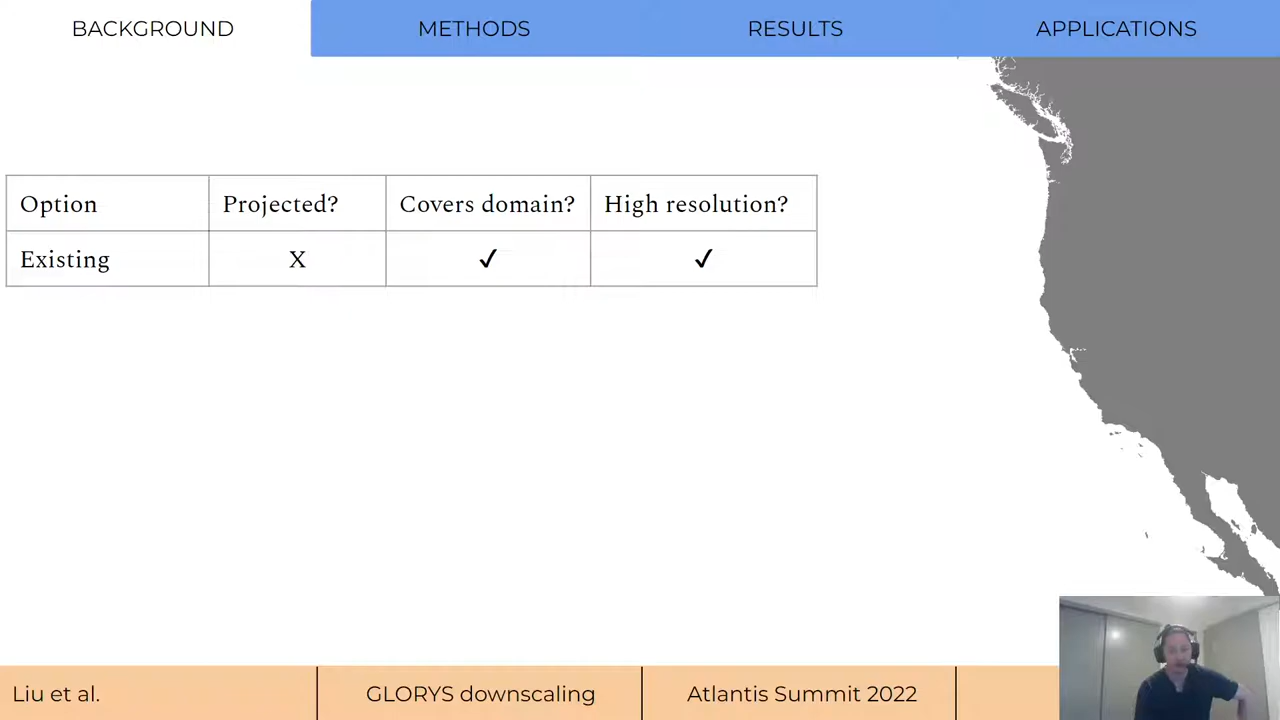 BACKGROUND METHODS RESULTS APPLICATIONS
Option Projected? Covers domain? High resolution?
Existing X ✓ ✓
Liu et al. GLORYS downscaling Atlantis Summit 2022